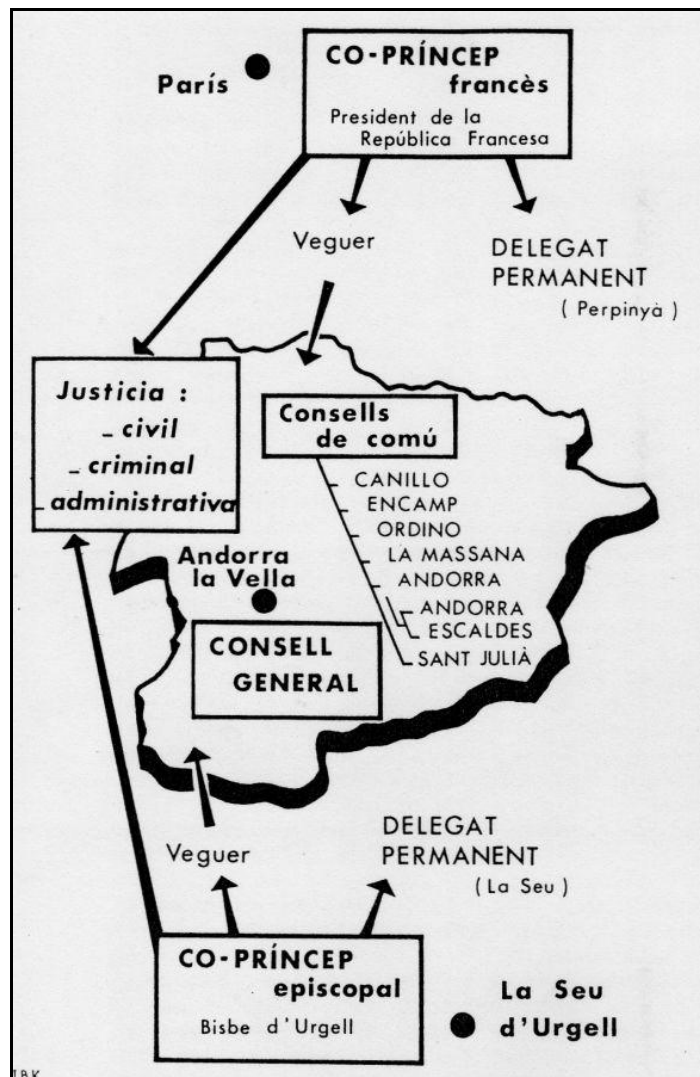 París
CO-PRÍNCEP
francès
President de la
República Francesa
Veguer
DELEGAT
PERMANENT
( Perpinyà )
Justicia :
_ civil
_ criminal
_ administrativa
Consells
de comú
CANILLO
ENCAMP
ORDINO
LA MASSANA
ANDORRA
ANDORRA
ESCALDES
SANT JULIÀ
Andorra
la Vella
CONSELL
GENERAL
Veguer
DELEGAT
PERMANENT
( La Seu )
CO-PRÍNCEP
episcopal
Bisbe d'Urgell
La Seu
d'Urgell